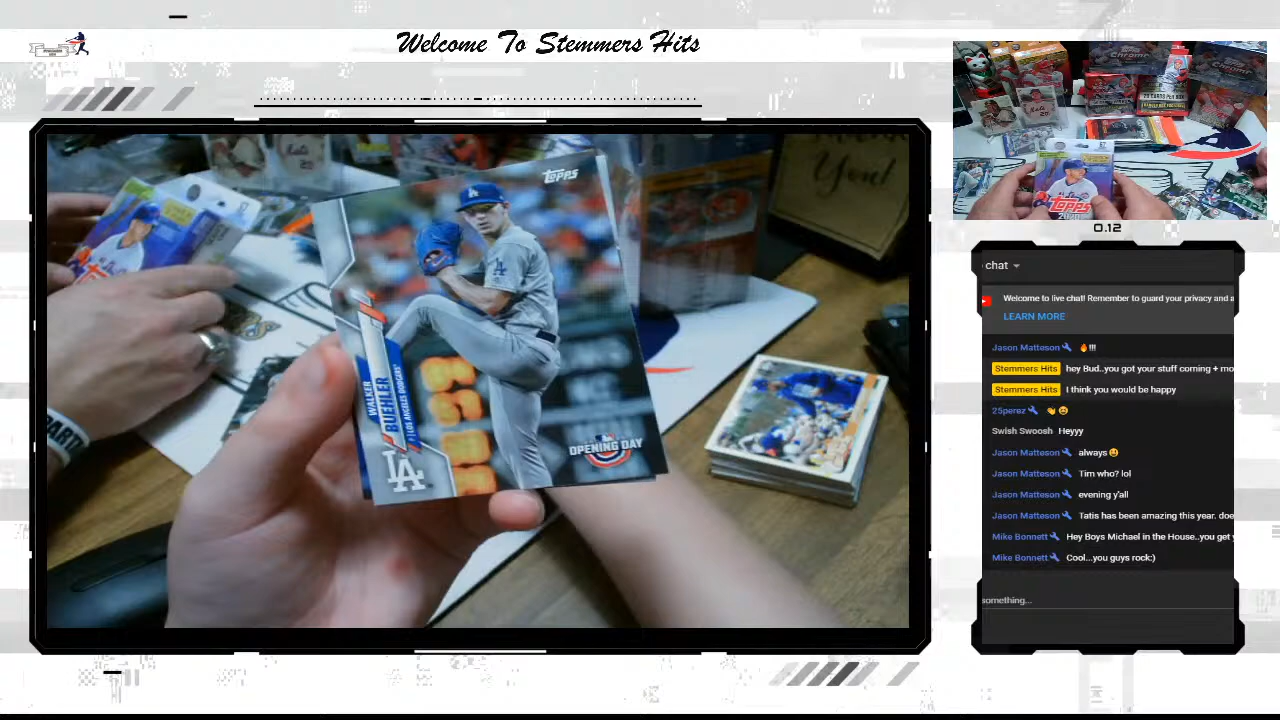 Welcome To Stemmers Hits
You!
topps
WALKER
BUEHLER
LOS ANGELES DODGERS
LA
OPENING DAY
TOPPS
0.12
chat
Welcome to live chat! Remember to guard your privacy and a
LEARN MORE
Jason Matteson 🔥!!!
Stemmers Hits hey Bud..you got your stuff coming + mo
Stemmers Hits I think you would be happy
25perez 👋😃
Swish Swoosh Heyyy
Jason Matteson always😃
Jason Matteson Tim who? lol
Jason Matteson evening y'all
Jason Matteson Tatis has been amazing this year. doe
Mike Bonnett Hey Boys Michael in the House..you get y
Mike Bonnett Cool...you guys rock:)
something...